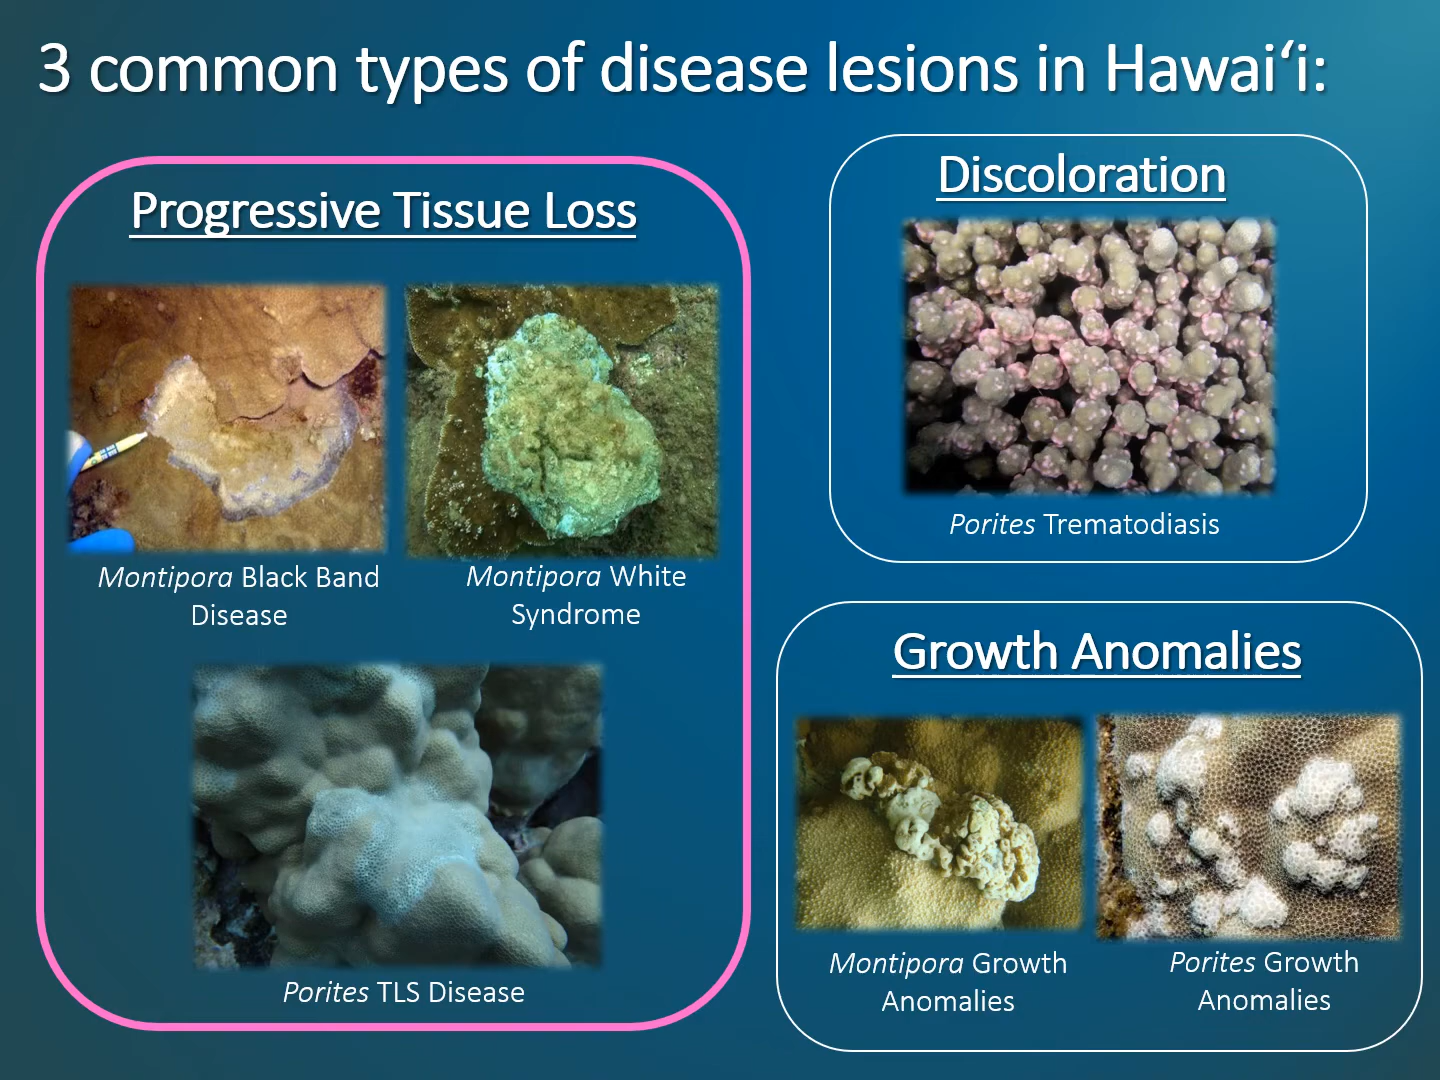 3 common types of disease lesions in Hawaiʻi:
Progressive Tissue Loss
Montipora Black Band
Disease
Montipora White
Syndrome
Porites TLS Disease
Discoloration
Porites Trematodiasis
Growth Anomalies
Montipora Growth
Anomalies
Porites Growth
Anomalies